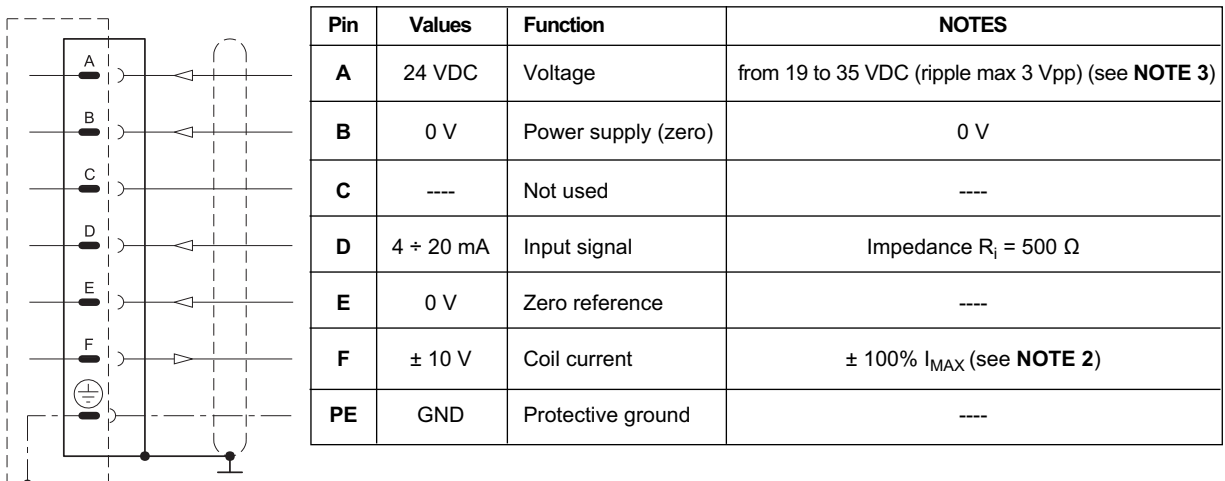 A
B
C
D
E
F
Pin Values Function NOTES
A 24 VDC Voltage from 19 to 35 VDC (ripple max 3 Vpp) (see NOTE 3)
B 0 V Power supply (zero) 0 V
C ---- Not used ----
D 4 ÷ 20 mA Input signal Impedance Ri = 500 Ω
E 0 V Zero reference ----
F ± 10 V Coil current ± 100% IMAX (see NOTE 2)
PE GND Protective ground ----